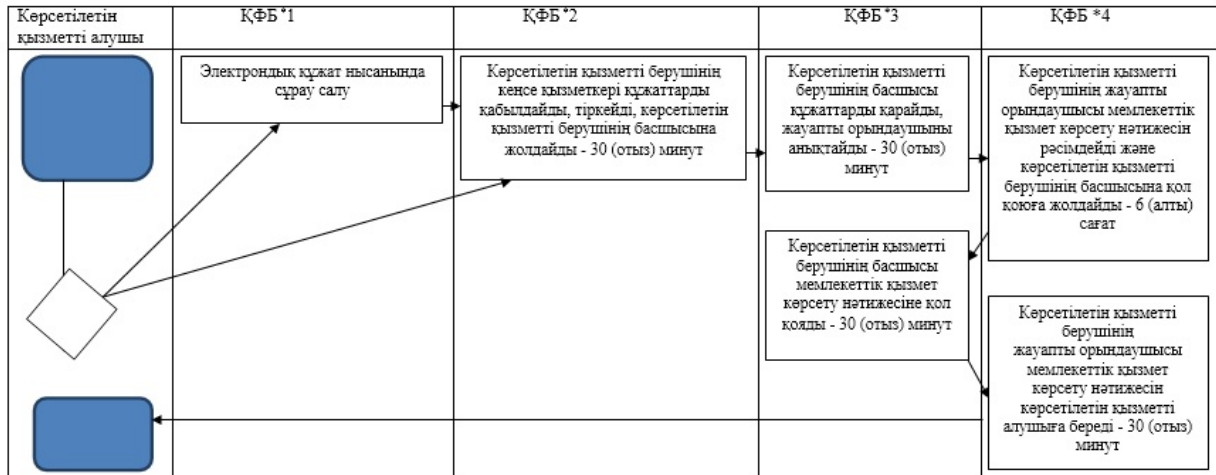 Көрсетілетін
қызметті алушы
ҚФБ*1
ҚФБ*2
ҚФБ*3
ҚФБ *4
Электрондық құжат нысанында
сұрау салу
Көрсетілетін қызметті берушінің
кеңсе қызметкері құжаттарды
қабылдайды, тіркейді, көрсетілетін
қызметті берушінің басшысына
жолдайды - 30 (отыз) минут
Көрсетілетін қызметті
берушінің басшысы
құжаттарды қарайды,
жауапты орындаушыны
анықтайды - 30 (отыз)
минут
Көрсетілетін қызметті
берушінің жауапты
орындаушысы мемлекеттік
қызмет көрсету нәтижесін
рәсімдейді және
көрсетілетін қызметті
берушінің басшысына қол
қоюға жолдайды - 6 (алты)
сағат
Көрсетілетін қызметті
берушінің басшысы
мемлекеттік қызмет
көрсету нәтижесіне қол
қояды - 30 (отыз) минут
Көрсетілетін қызметті
берушінің
жауапты орындаушысы
мемлекеттік қызмет
көрсету нәтижесін
көрсетілетін қызметті
алушыға береді - 30 (отыз)
минут